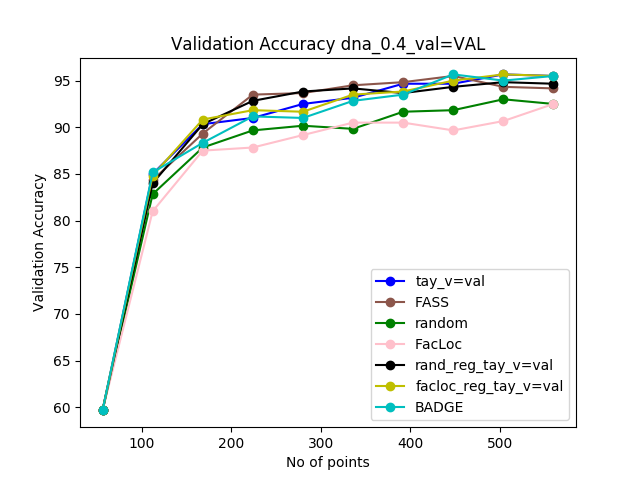 Validation Accuracy dna_0.4_val=VAL
Validation Accuracy
95
90
85
80
75
70
65
60
tay_v=val
FASS
random
FacLoc
rand_reg_tay_v=val
facloc_reg_tay_v=val
BADGE
100 200 300 400 500
No of points